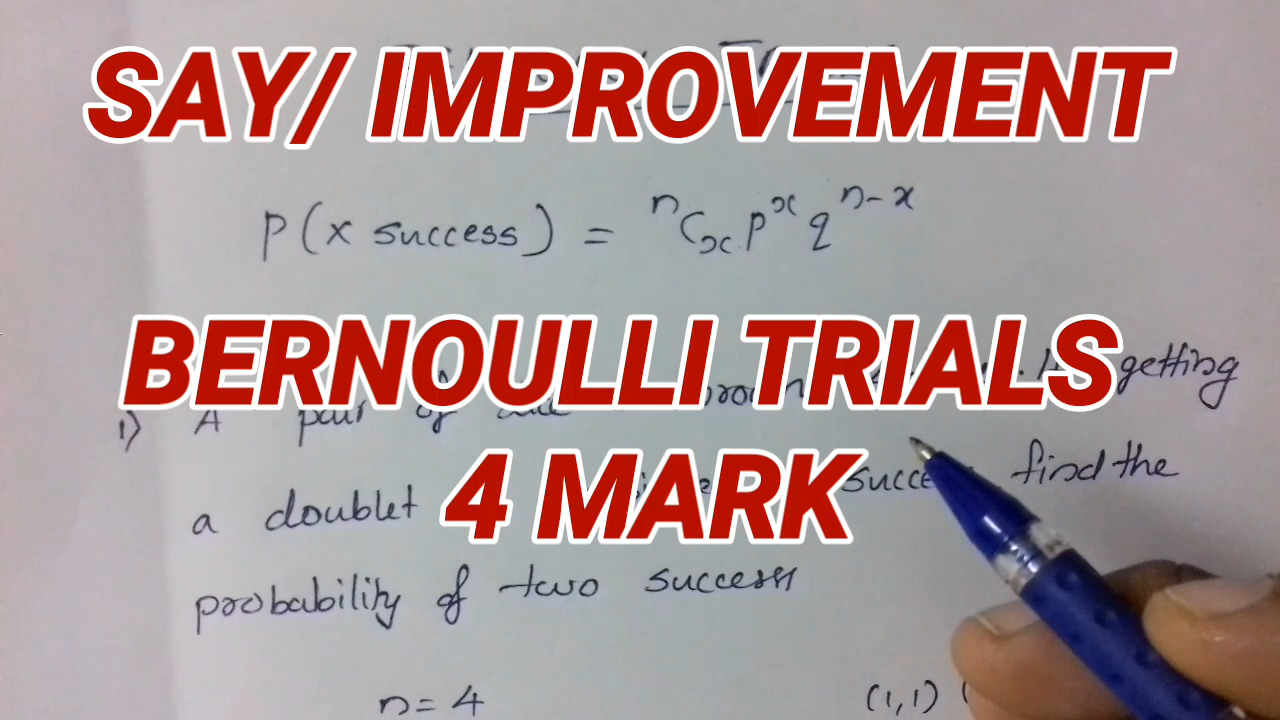 SAY/ IMPROVEMENT
P(x success) = ⁿCₓ pˣ qⁿ⁻ˣ
BERNOULLI TRIALS
1) A pair of getting
a doublet find the
4 MARK
probability of two success
n = 4 (1,1)